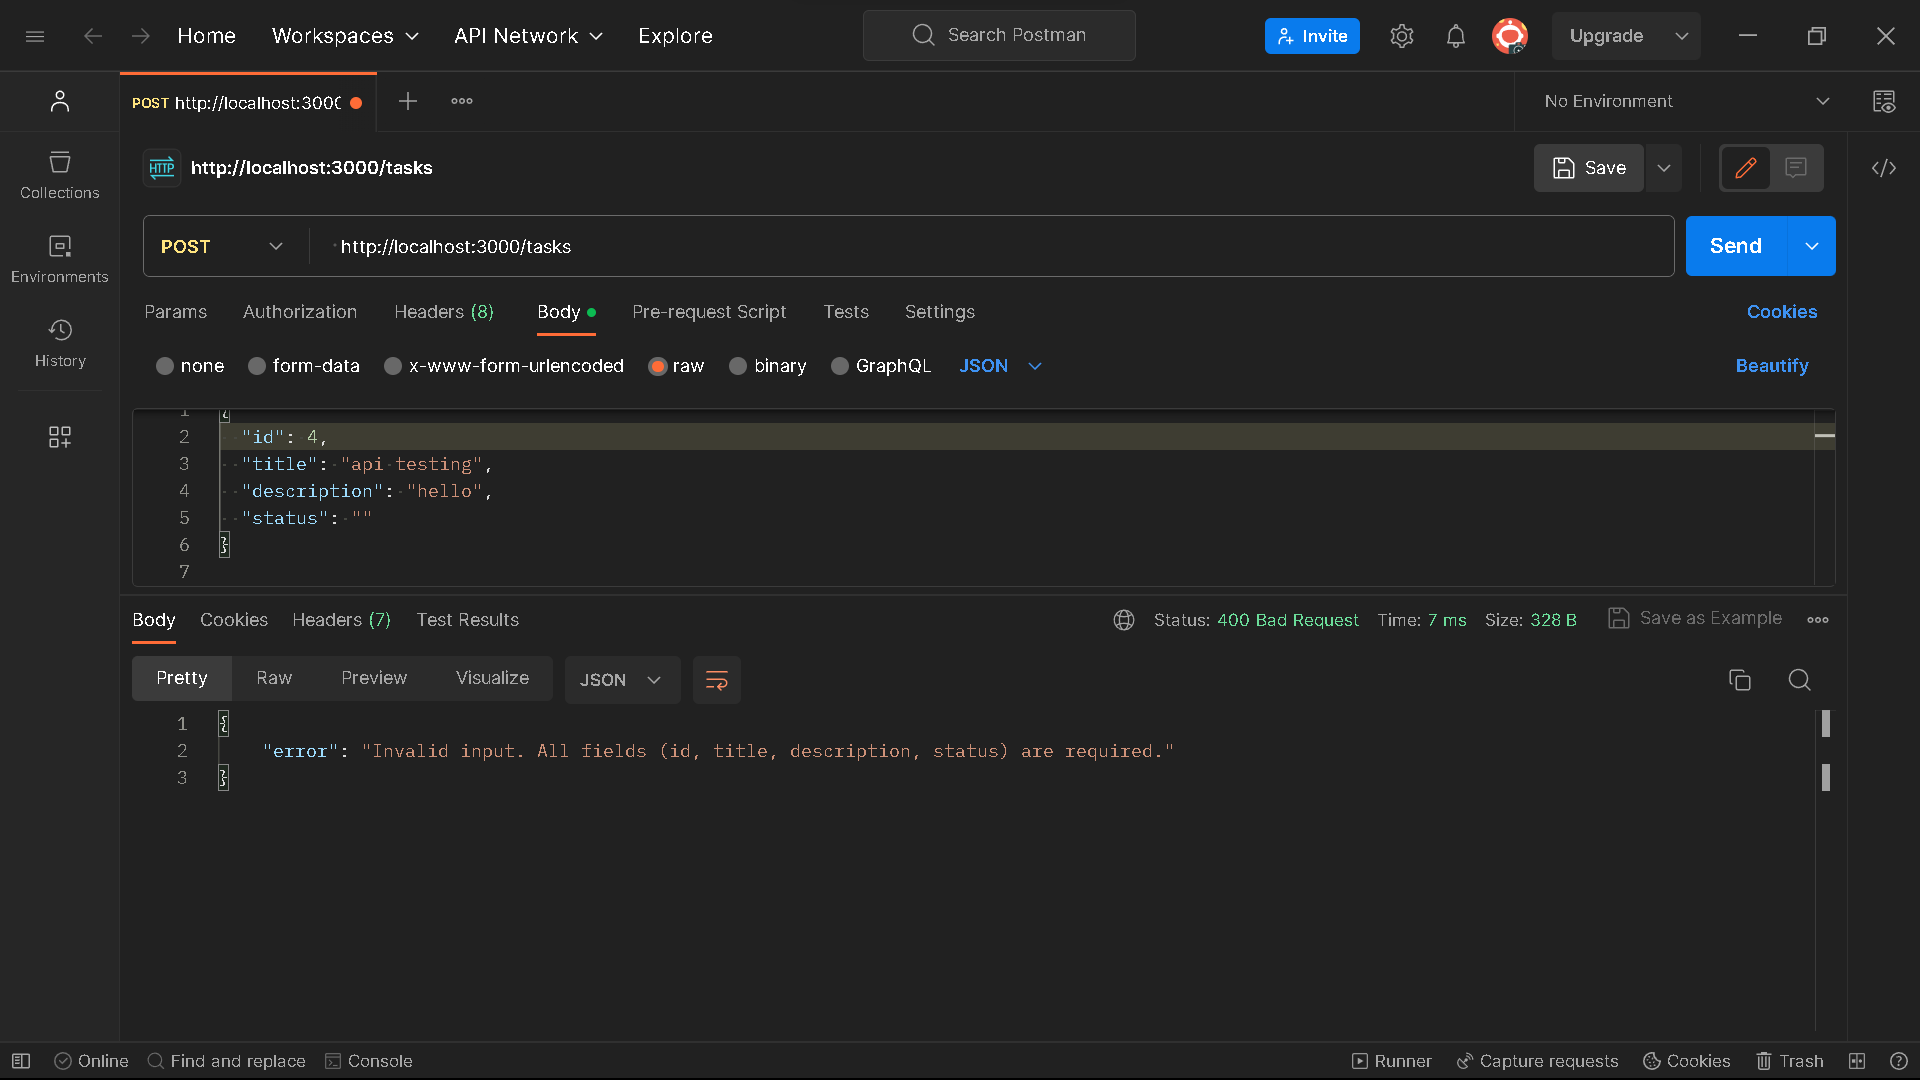 Home Workspaces API Network Explore Search Postman Invite Upgrade
POST http://localhost:300 No Environment
HTTP http://localhost:3000/tasks Save
Collections
POST http://localhost:3000/tasks Send
Environments
Params Authorization Headers (8) Body Pre-request Script Tests Settings Cookies
History
none form-data x-www-form-urlencoded raw binary GraphQL JSON Beautify
1 {
2 "id": 4,
3 "title": "api testing",
4 "description": "hello",
5 "status": ""
6 }
7
Body Cookies Headers (7) Test Results Status: 400 Bad Request Time: 7 ms Size: 328 B Save as Example
Pretty Raw Preview Visualize JSON
1 {
2 "error": "Invalid input. All fields (id, title, description, status) are required."
3 }
Online Find and replace Console Runner Capture requests Cookies Trash